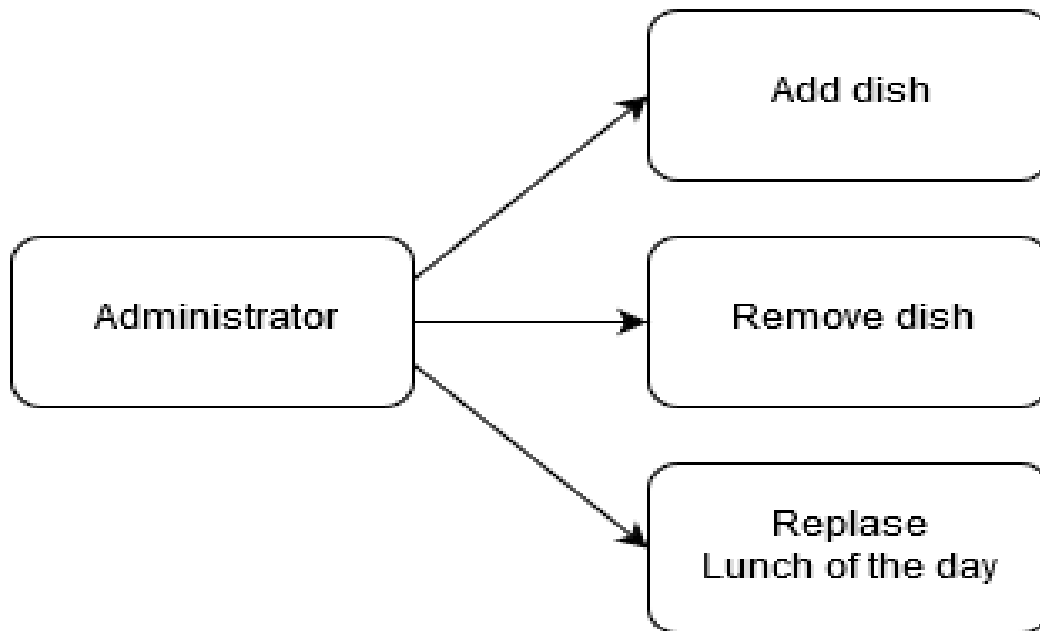 Add dish
Administrator
Remove dish
Replase
Lunch of the day